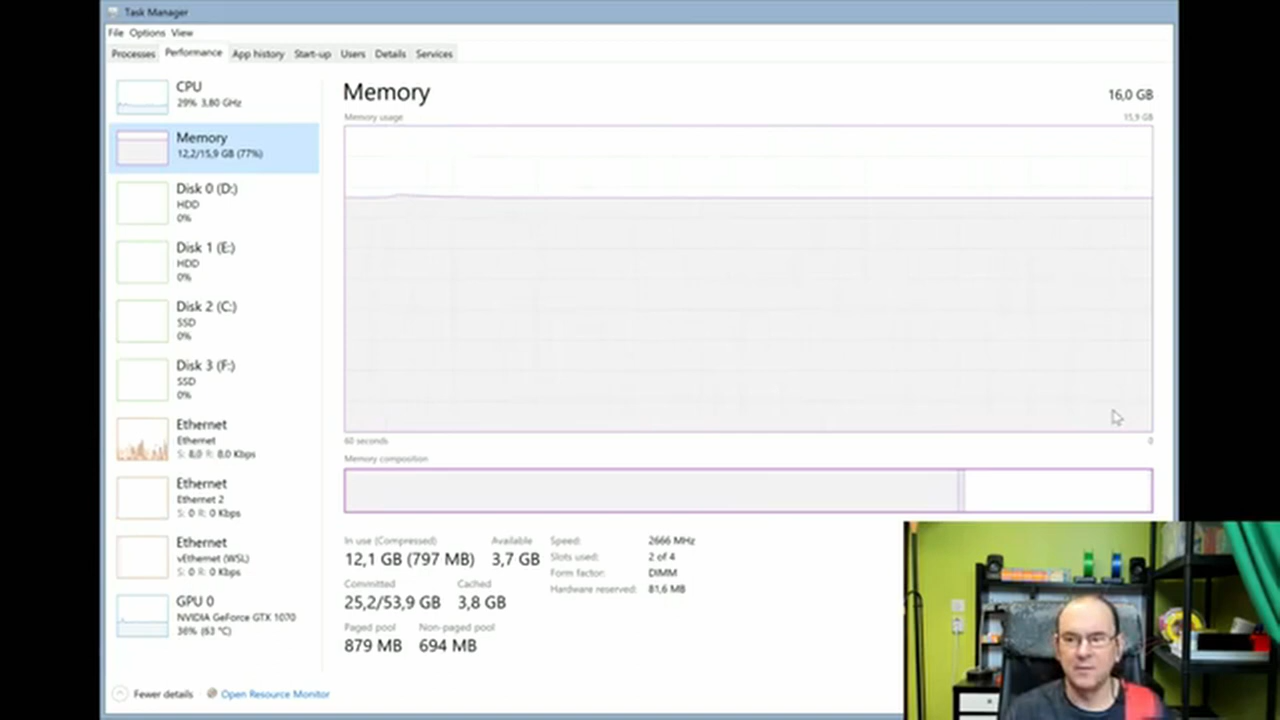 Task Manager
File Options View
Processes Performance App history Start-up Users Details Services
CPU
29% 3,80 GHz
Memory
12,2/15,9 GB (77%)
Disk 0 (D:)
HDD
0%
Disk 1 (E:)
HDD
0%
Disk 2 (C:)
SSD
0%
Disk 3 (F:)
SSD
0%
Ethernet
Ethernet
S: 8,0 R: 8,0 Kbps
Ethernet
Ethernet 2
S: 0 R: 0 Kbps
Ethernet
vEthernet (WSL)
S: 0 R: 0 Kbps
GPU 0
NVIDIA GeForce GTX 1070
36% (63 °C)
Fewer details
Open Resource Monitor
Memory 16,0 GB
Memory usage 15,9 GB
60 seconds 0
Memory composition
In use (Compressed) Available
12,1 GB (797 MB) 3,7 GB
Committed Cached
25,2/53,9 GB 3,8 GB
Paged pool Non-paged pool
879 MB 694 MB
Speed: 2666 MHz
Slots used: 2 of 4
Form factor: DIMM
Hardware reserved: 81,6 MB